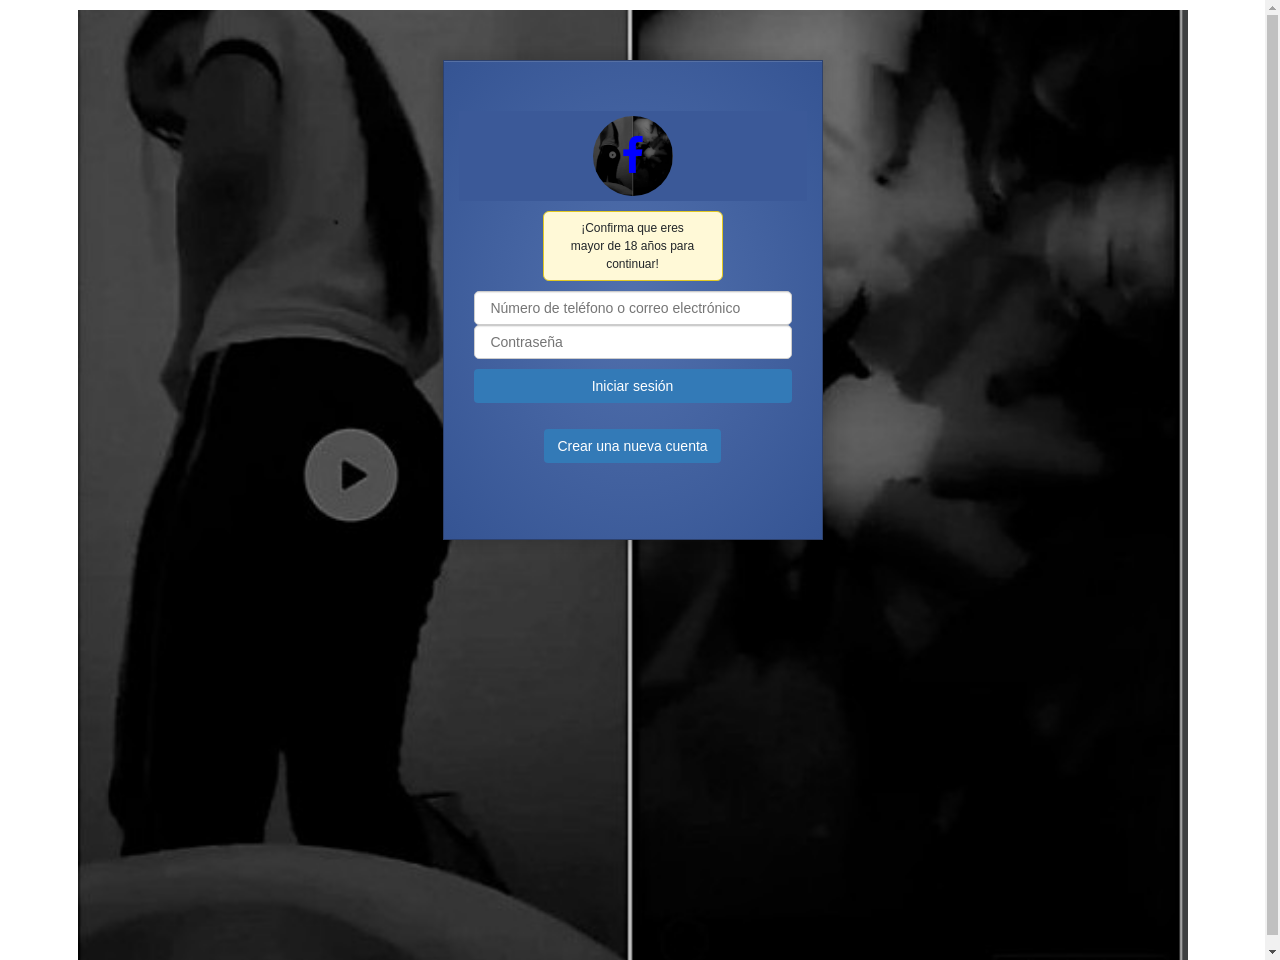 f
¡Confirma que eres
mayor de 18 años para
continuar!
Número de teléfono o correo electrónico
Contraseña
Iniciar sesión
Crear una nueva cuenta